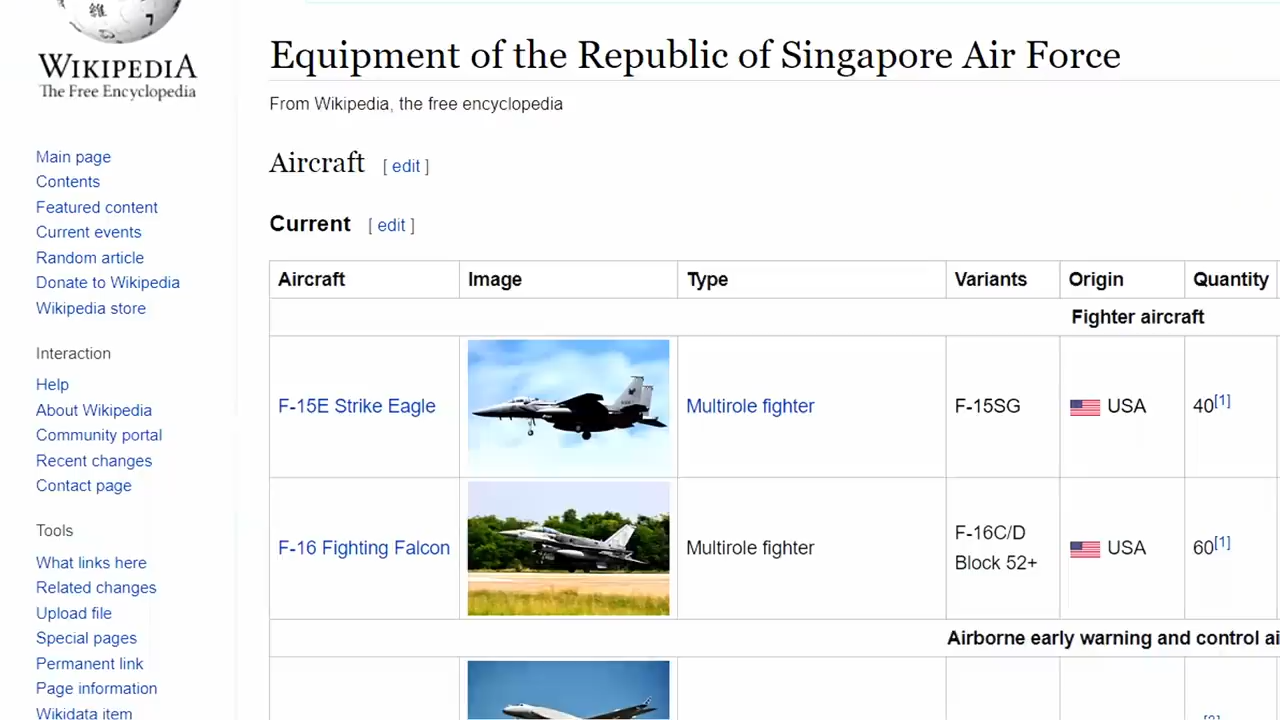 維
7
WIKIPEDIA
The Free Encyclopedia
Main page
Contents
Featured content
Current events
Random article
Donate to Wikipedia
Wikipedia store
Interaction
Help
About Wikipedia
Community portal
Recent changes
Contact page
Tools
What links here
Related changes
Upload file
Special pages
Permanent link
Page information
Wikidata item
Equipment of the Republic of Singapore Air Force
From Wikipedia, the free encyclopedia
Aircraft [ edit ]
Current [ edit ]
Aircraft Image Type Variants Origin Quantity
Fighter aircraft
F-15E Strike Eagle Multirole fighter F-15SG USA 40[1]
F-16 Fighting Falcon Multirole fighter F-16C/D Block 52+ USA 60[1]
Airborne early warning and control ai